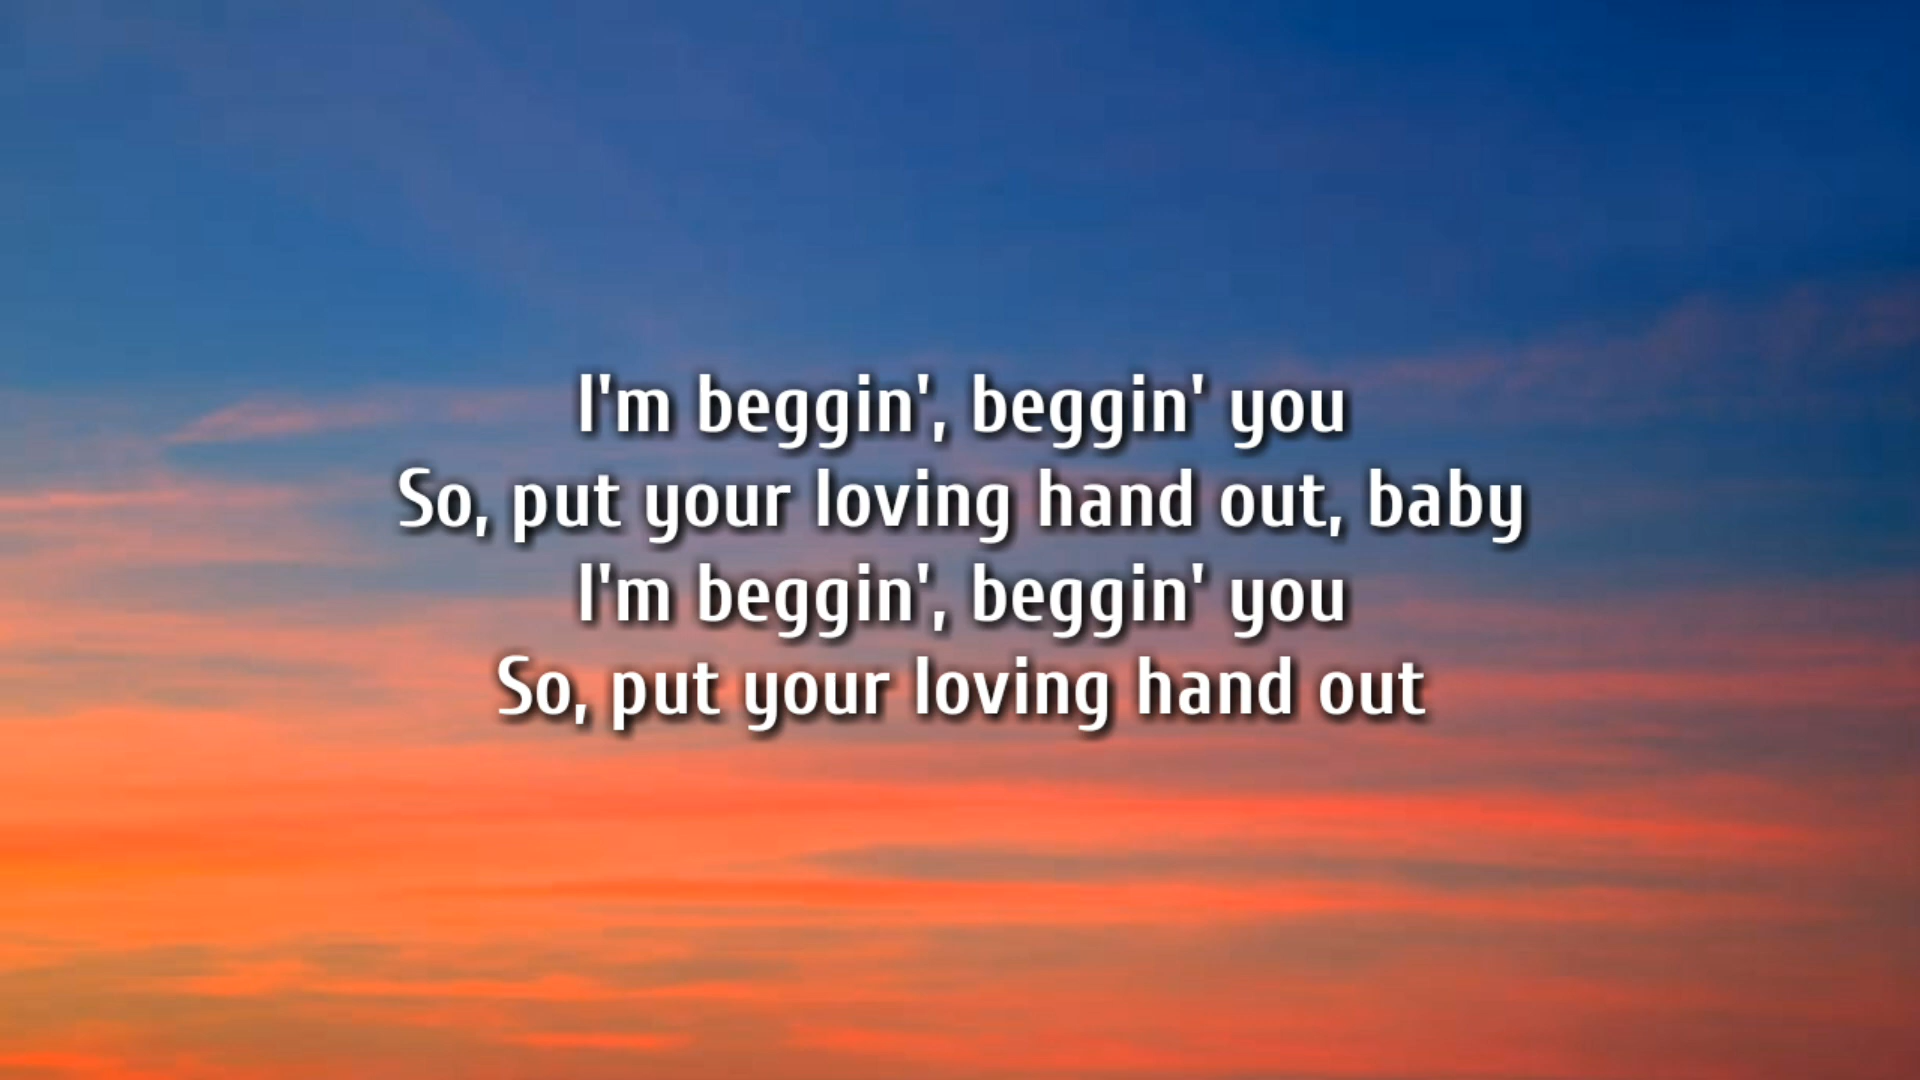 I'm beggin', beggin' you
So, put your loving hand out, baby
I'm beggin', beggin' you
So, put your loving hand out